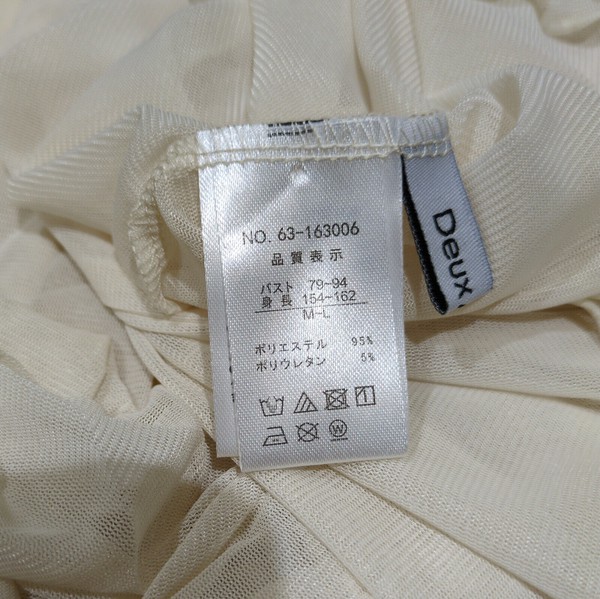 NO. 63-163006
品質表示
バスト 79~94
身長 154~162
M~L
ポリエステル 95%
ポリウレタン 5%
Deux